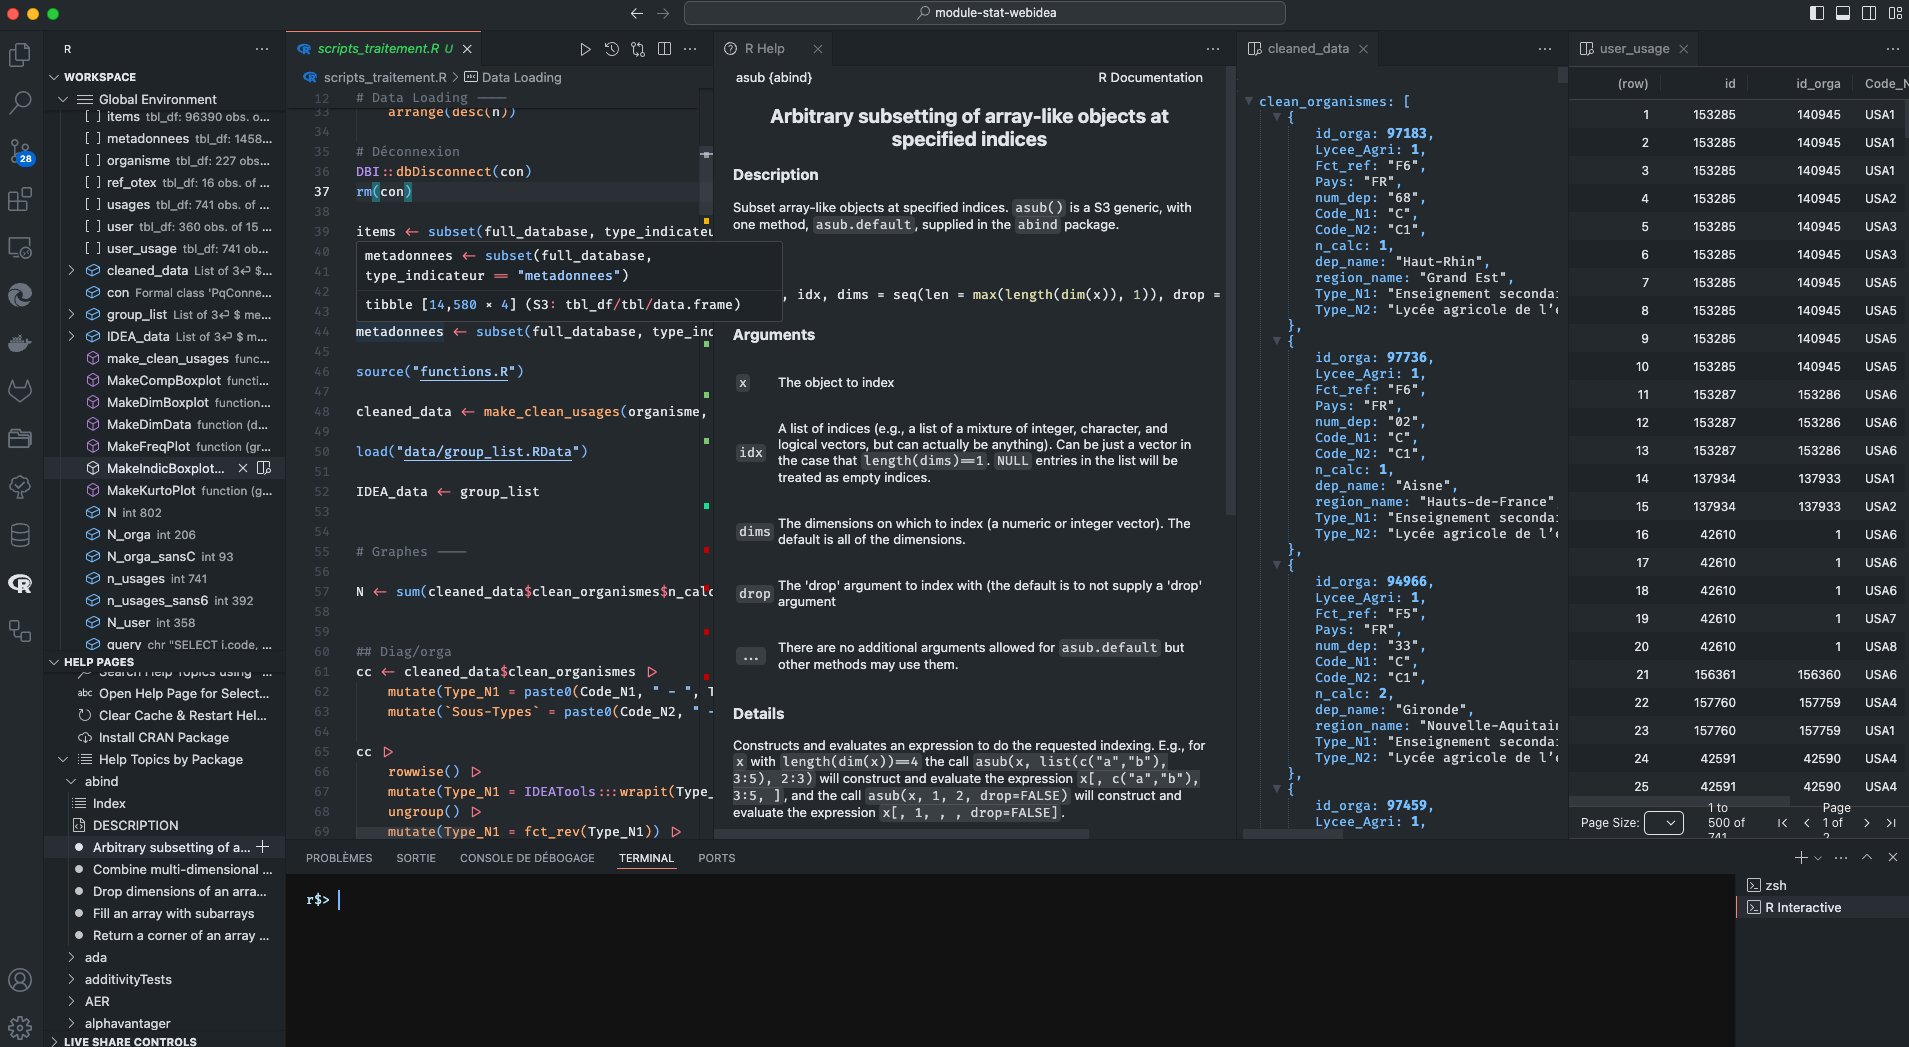 module-stat-webidea
R
WORKSPACE
Global Environment
items tbl_df: 96390 obs. o...
metadonnees tbl_df: 1458...
organisme tbl_df: 227 obs...
ref_otex tbl_df: 16 obs. of ...
usages tbl_df: 741 obs. of ...
user tbl_df: 360 obs. of 15 ...
user_usage tbl_df: 741 ob...
cleaned_data List of 3↵ $...
con Formal class 'PqConne...
group_list List of 3↵ $ me...
IDEA_data List of 3↵ $ m...
make_clean_usages func...
MakeCompBoxplot functi...
MakeDimBoxplot function...
MakeDimData function (d...
MakeFreqPlot function (gr...
MakeIndicBoxplot...
MakeKurtoPlot function (g...
N int 802
N_orga int 206
N_orga_sansC int 93
n_usages int 741
n_usages_sans6 int 392
N_user int 358
query chr "SELECT i.code, ...
28
HELP PAGES
Search Help Topics using ...
abc Open Help Page for Select...
Clear Cache & Restart Hel...
Install CRAN Package
Help Topics by Package
abind
Index
DESCRIPTION
Arbitrary subsetting of a...
Combine multi-dimensional ...
Drop dimensions of an arra...
Fill an array with subarrays
Return a corner of an array ...
ada
additivityTests
AER
alphavantager
LIVE SHARE CONTROLS
scripts_traitement.R U
scripts_traitement.R > abc Data Loading
12 # Data Loading ----
33 arrange(desc(n))
34
35 # Déconnexion
36 DBI::dbDisconnect(con)
37 rm(con)
38
39 items <- subset(full_database, type_indicateu
40
41
42
43
metadonnees <- subset(full_database,
type_indicateur == "metadonnees")
tibble [14,580 × 4] (S3: tbl_df/tbl/data.frame)
44 metadonnees <- subset(full_database, type_ind
45
46 source("functions.R")
47
48 cleaned_data <- make_clean_usages(organisme,
49
50 load("data/group_list.RData")
51
52 IDEA_data <- group_list
53
54
55 # Graphes ----
56
57 N <- sum(cleaned_data$clean_organismes$n_calc
58
59
60 ## Diag/orga
61 cc <- cleaned_data$clean_organismes |>
62 mutate(Type_N1 = paste0(Code_N1, " - ", T
63 mutate(`Sous-Types` = paste0(Code_N2, " -
64
65 cc |>
66 rowwise() |>
67 mutate(Type_N1 = IDEATools:::wrapit(Type_
68 ungroup() |>
69 mutate(Type_N1 = fct_rev(Type_N1)) |>
R Help
asub {abind}
R Documentation
Arbitrary subsetting of array-like objects at
specified indices
Description
Subset array-like objects at specified indices. asub() is a S3 generic, with
one method, asub.default, supplied in the abind package.
, idx, dims = seq(len = max(length(dim(x)), 1)), drop =
Arguments
x The object to index
idx A list of indices (e.g., a list of a mixture of integer, character, and
logical vectors, but can actually be anything). Can be just a vector in
the case that length(dims)==1. NULL entries in the list will be
treated as empty indices.
dims The dimensions on which to index (a numeric or integer vector). The
default is all of the dimensions.
drop The 'drop' argument to index with (the default is to not supply a 'drop'
argument
... There are no additional arguments allowed for asub.default but
other methods may use them.
Details
Constructs and evaluates an expression to do the requested indexing. E.g., for
x with length(dim(x))==4 the call asub(x, list(c("a","b"),
3:5), 2:3) will construct and evaluate the expression x[, c("a","b"),
3:5, ], and the call asub(x, 1, 2, drop=FALSE) will construct and
evaluate the expression x[, 1, , , drop=FALSE].
cleaned_data
clean_organismes: [
{
id_orga: 97183,
Lycee_Agri: 1,
Fct_ref: "F6",
Pays: "FR",
num_dep: "68",
Code_N1: "C",
Code_N2: "C1",
n_calc: 1,
dep_name: "Haut-Rhin",
region_name: "Grand Est",
Type_N1: "Enseignement secondai
Type_N2: "Lycée agricole de l'
},
{
id_orga: 97736,
Lycee_Agri: 1,
Fct_ref: "F6",
Pays: "FR",
num_dep: "02",
Code_N1: "C",
Code_N2: "C1",
n_calc: 1,
dep_name: "Aisne",
region_name: "Hauts-de-France"
Type_N1: "Enseignement secondai
Type_N2: "Lycée agricole de l'
},
{
id_orga: 94966,
Lycee_Agri: 1,
Fct_ref: "F5",
Pays: "FR",
num_dep: "33",
Code_N1: "C",
Code_N2: "C1",
n_calc: 2,
dep_name: "Gironde",
region_name: "Nouvelle-Aquitain
Type_N1: "Enseignement secondai
Type_N2: "Lycée agricole de l'
},
{
id_orga: 97459,
Lycee_Agri: 1,
user_usage
(row) id id_orga Code_N
1 153285 140945 USA1
2 153285 140945 USA1
3 153285 140945 USA1
4 153285 140945 USA2
5 153285 140945 USA3
6 153285 140945 USA3
7 153285 140945 USA5
8 153285 140945 USA5
9 153285 140945 USA5
10 153285 140945 USA5
11 153287 153286 USA6
12 153287 153286 USA6
13 153287 153286 USA6
14 137934 137933 USA1
15 137934 137933 USA2
16 42610 1 USA6
17 42610 1 USA6
18 42610 1 USA6
19 42610 1 USA7
20 42610 1 USA8
21 156361 156360 USA6
22 157760 157759 USA4
23 157760 157759 USA1
24 42591 42590 USA4
25 42591 42590 USA4
Page Size:
1 to
500 of
741
Page
1 of
2
PROBLÈMES SORTIE CONSOLE DE DÉBOGAGE TERMINAL PORTS
r$>
zsh
R Interactive